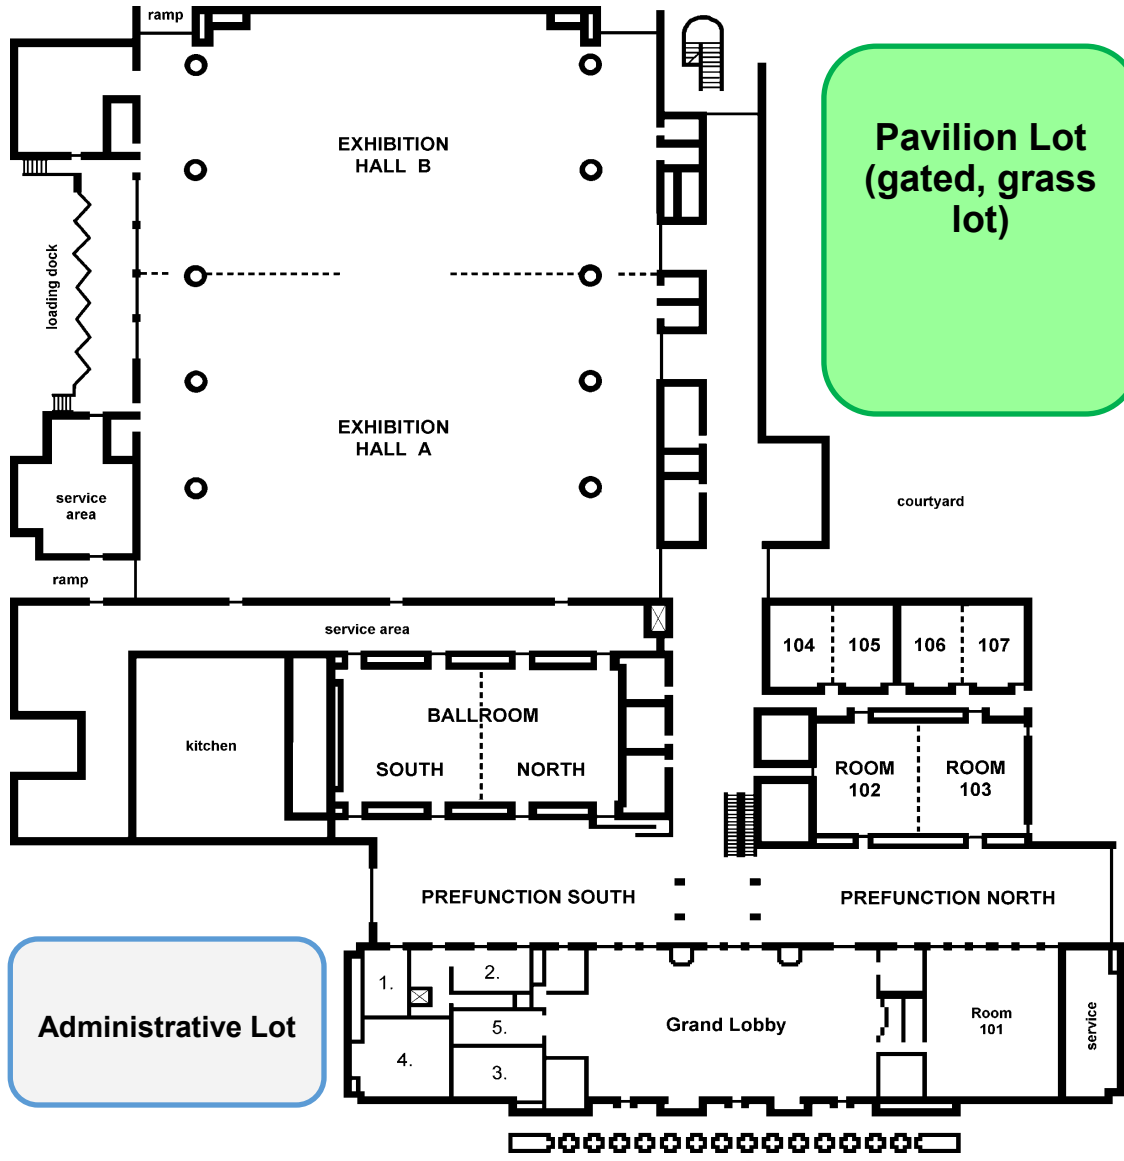 ramp
Pavilion Lot
(gated, grass
lot)
EXHIBITION
HALL B
loading dock
EXHIBITION
HALL A
service
area
courtyard
ramp
service area
104
105
106
107
BALLROOM
kitchen
SOUTH
NORTH
ROOM
102
ROOM
103
PREFUNCTION SOUTH
PREFUNCTION NORTH
1.
2.
Administrative Lot
5.
Grand Lobby
Room
101
service
4.
3.